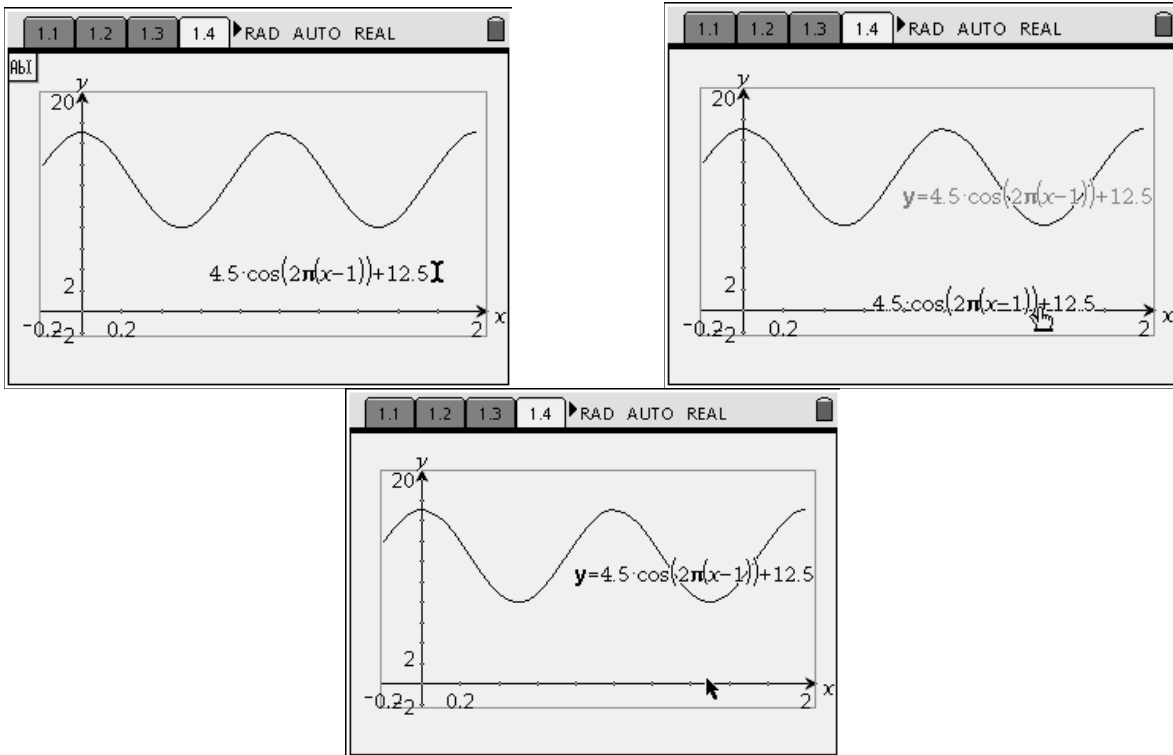 1.1 1.2 1.3 1.4 RAD AUTO REAL
AbI
y
20
4.5·cos(2π(x−1))+12.5
2
x
-0.2 0.2 2
-2
1.1 1.2 1.3 1.4 RAD AUTO REAL
y
20
y=4.5·cos(2π(x−1))+12.5
2
4.5·cos(2π(x−1))+12.5
x
-0.2 0.2 2
-2
1.1 1.2 1.3 1.4 RAD AUTO REAL
y
20
y=4.5·cos(2π(x−1))+12.5
2
x
-0.2 0.2 2
-2